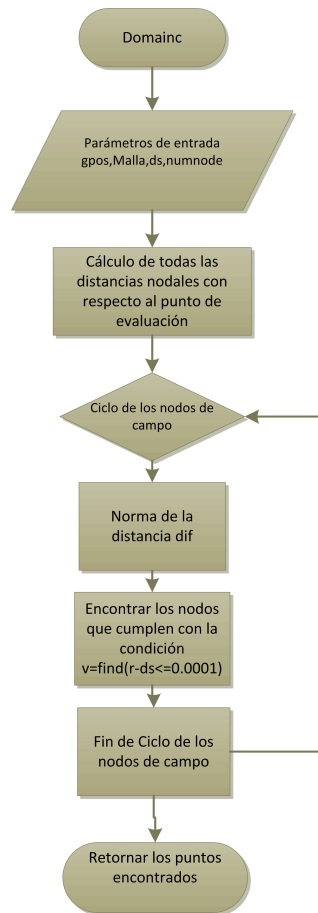 Domainc
Parámetros de entrada
gpos,Malla,ds,numnode
Cálculo de todas las
distancias nodales con
respecto al punto de
evaluación
Ciclo de los nodos de
campo
Norma de la
distancia dif
Encontrar los nodos
que cumplen con la
condición
v=find(r-ds<=0.0001)
Fin de Ciclo de los
nodos de campo
Retornar los puntos
encontrados